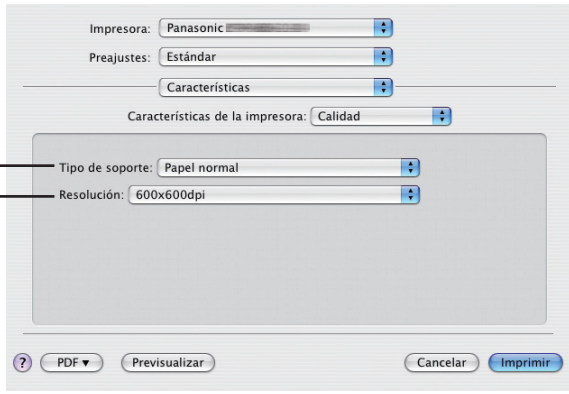 Impresora: Panasonic
Preajustes: Estándar
Características
Características de la impresora: Calidad
Tipo de soporte: Papel normal
Resolución: 600x600dpi
? PDF▼ Previsualizar Cancelar Imprimir